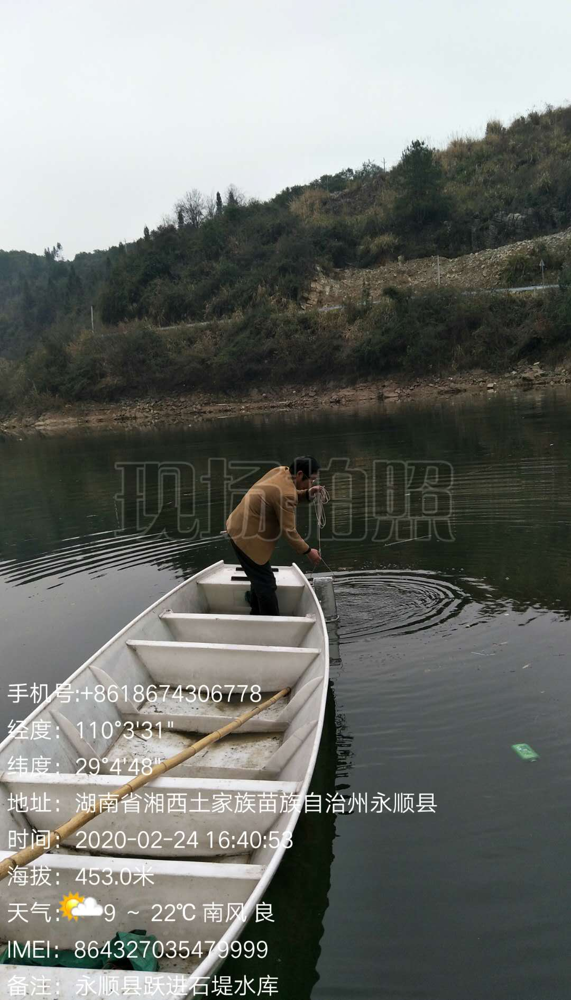 现场拍照
手机号:+8618674306778
经度：110°3'31"
纬度：29°4'48"
地址：湖南省湘西土家族苗族自治州永顺县
时间：2020-02-24 16:40:53
海拔：453.0米
天气:9 ~ 22℃ 南风 良
IMEI：864327035479999
备注：永顺县跃进石堤水库